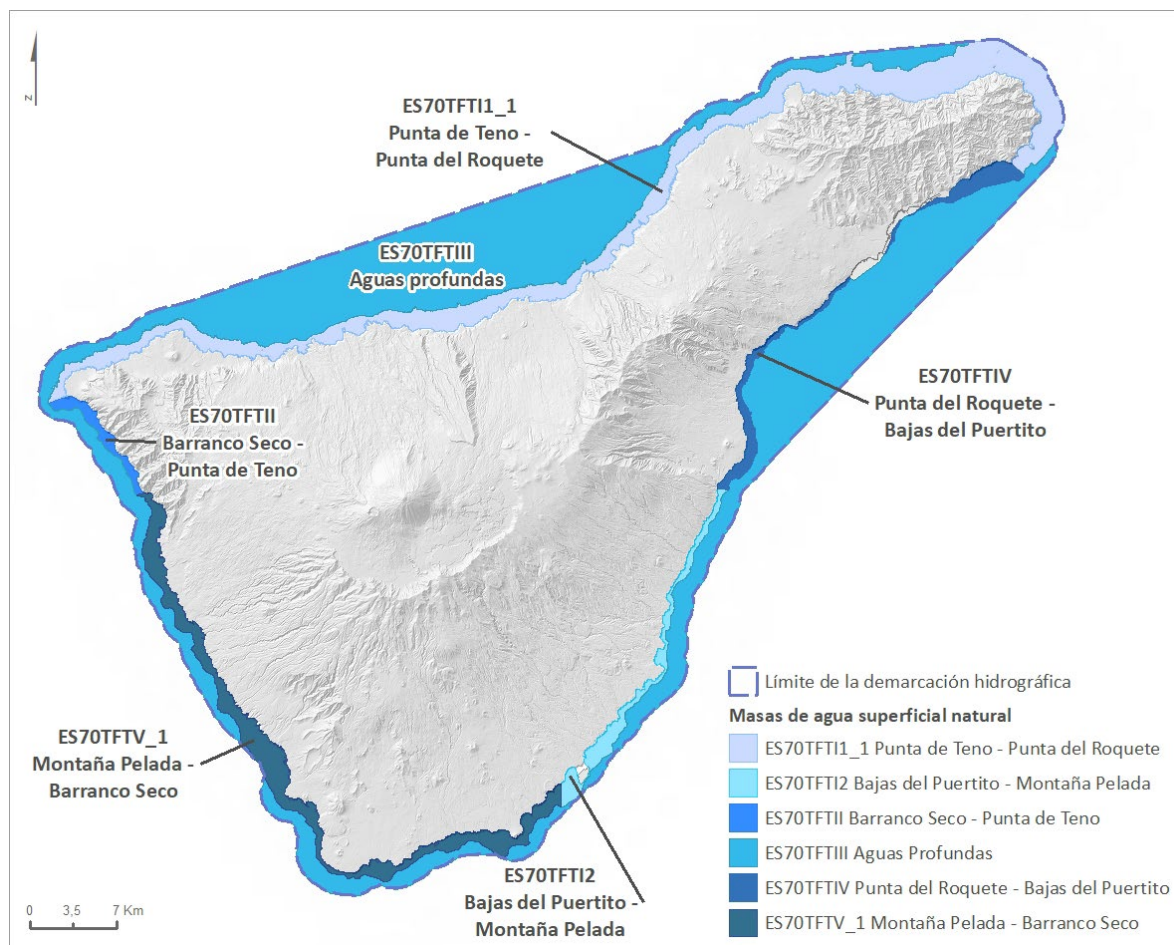 N
ES70TFTI1_1
Punta de Teno -
Punta del Roquete
ES70TFTIII
Aguas profundas
ES70TFTIV
Punta del Roquete -
Bajas del Puertito
ES70TFTII
Barranco Seco -
Punta de Teno
ES70TFTV_1
Montaña Pelada -
Barranco Seco
ES70TFTI2
Bajas del Puertito -
Montaña Pelada
0 3,5 7 Km
Límite de la demarcación hidrográfica
Masas de agua superficial natural
ES70TFTI1_1 Punta de Teno - Punta del Roquete
ES70TFTI2 Bajas del Puertito - Montaña Pelada
ES70TFTII Barranco Seco - Punta de Teno
ES70TFTIII Aguas Profundas
ES70TFTIV Punta del Roquete - Bajas del Puertito
ES70TFTV_1 Montaña Pelada - Barranco Seco